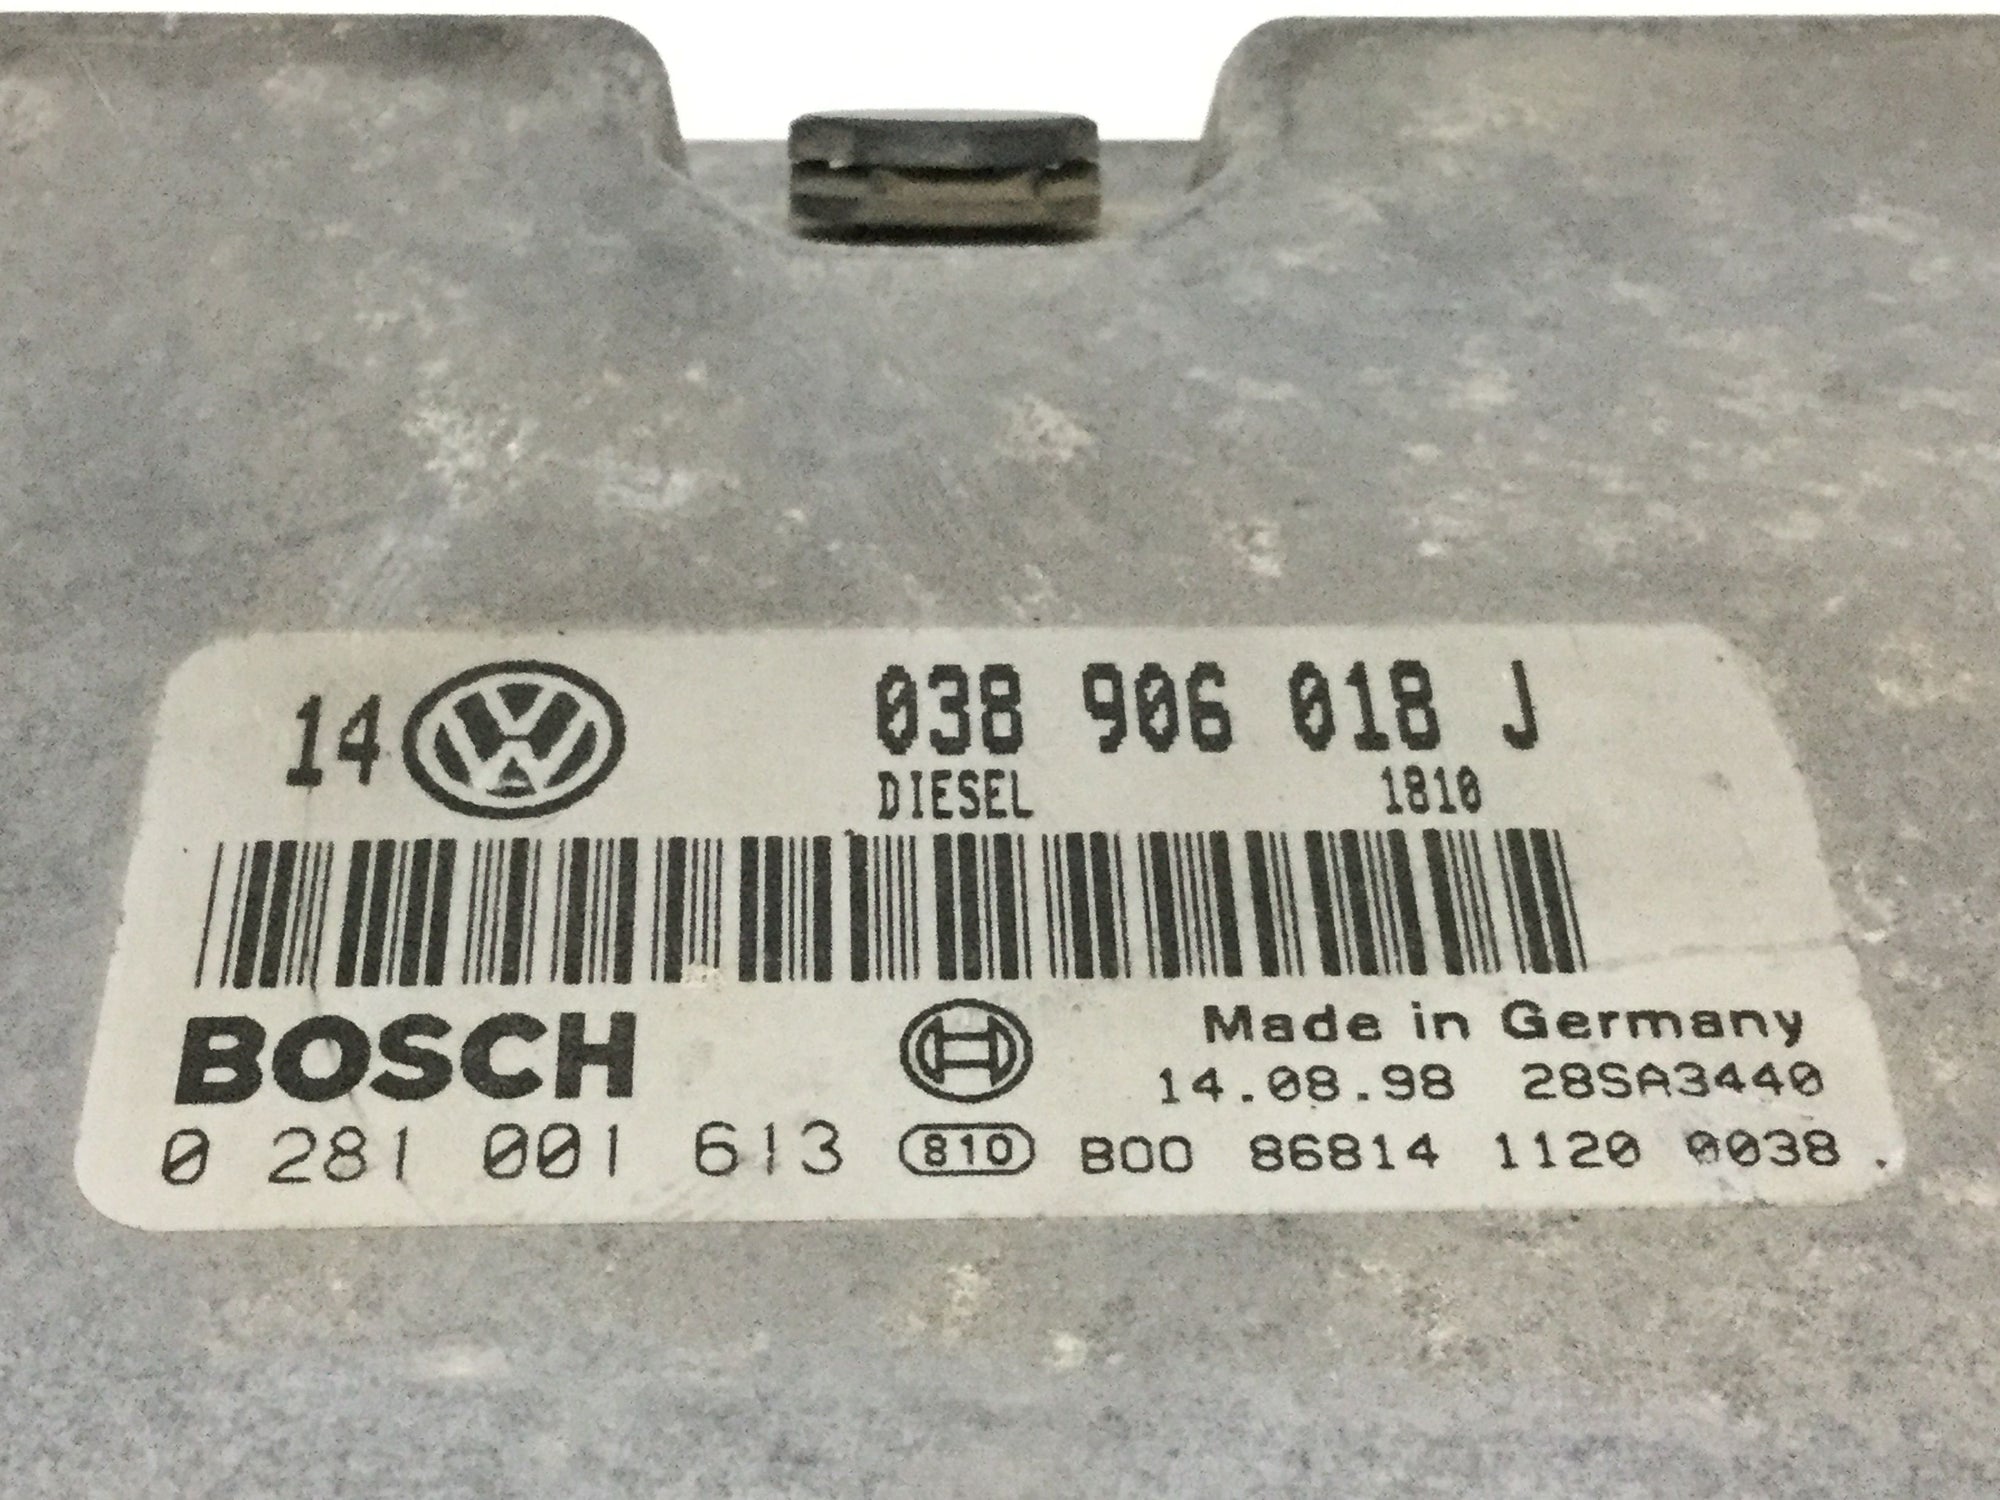 14 038 906 018 J
DIESEL 1810
BOSCH Made in Germany
14.08.98 28SA3440
0 281 001 613 810 B00 86814 1120 0038.